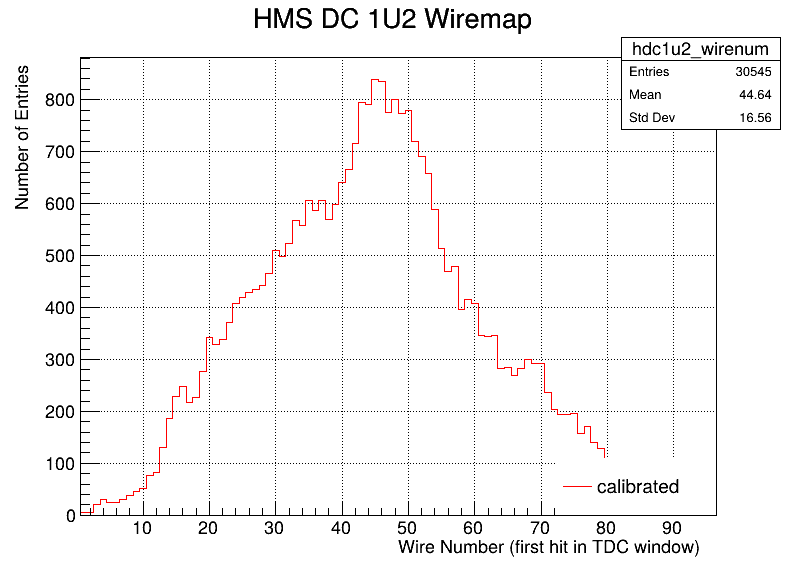 HMS DC 1U2 Wiremap
hdc1u2_wirenum
Entries 30545
Mean 44.64
Std Dev 16.56
Number of Entries
800
700
600
500
400
300
200
100
0
calibrated
10 20 30 40 50 60 70 80 90
Wire Number (first hit in TDC window)